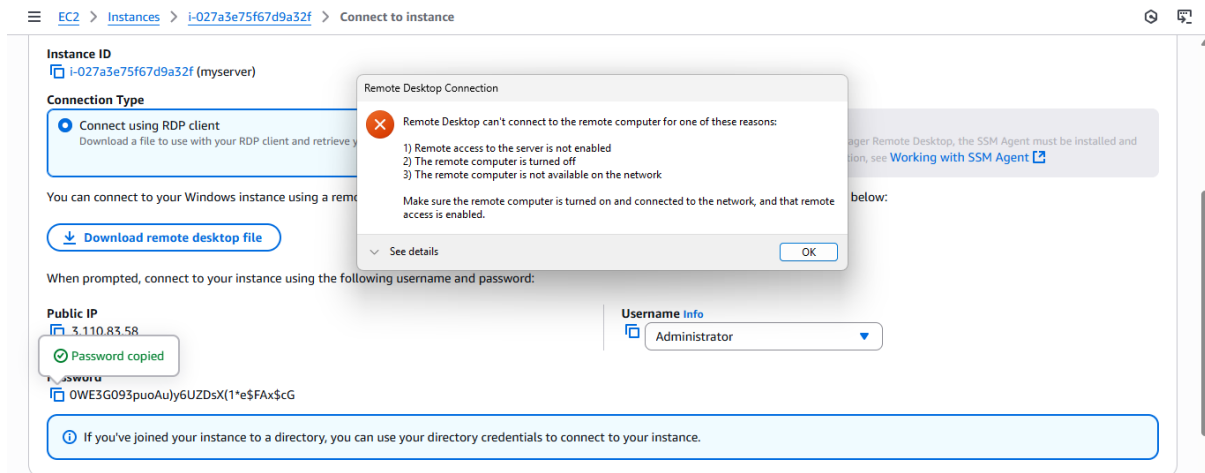 EC2 > Instances > i-027a3e75f67d9a32f > Connect to instance
Instance ID
i-027a3e75f67d9a32f (myserver)
Connection Type
Connect using RDP client
Download a file to use with your RDP client and retrieve
ager Remote Desktop, the SSM Agent must be installed and
tion, see Working with SSM Agent
You can connect to your Windows instance using a
below:
Download remote desktop file
When prompted, connect to your instance using the following username and password:
Remote Desktop Connection
Remote Desktop can't connect to the remote computer for one of these reasons:
1) Remote access to the server is not enabled
2) The remote computer is turned off
3) The remote computer is not available on the network
Make sure the remote computer is turned on and connected to the network, and that remote
access is enabled.
See details
OK
Public IP
3.110.83.58
Username Info
Administrator
Password copied
Password
0WE3G093puoAu)y6UZDsX(1*e$FAx$cG
If you've joined your instance to a directory, you can use your directory credentials to connect to your instance.